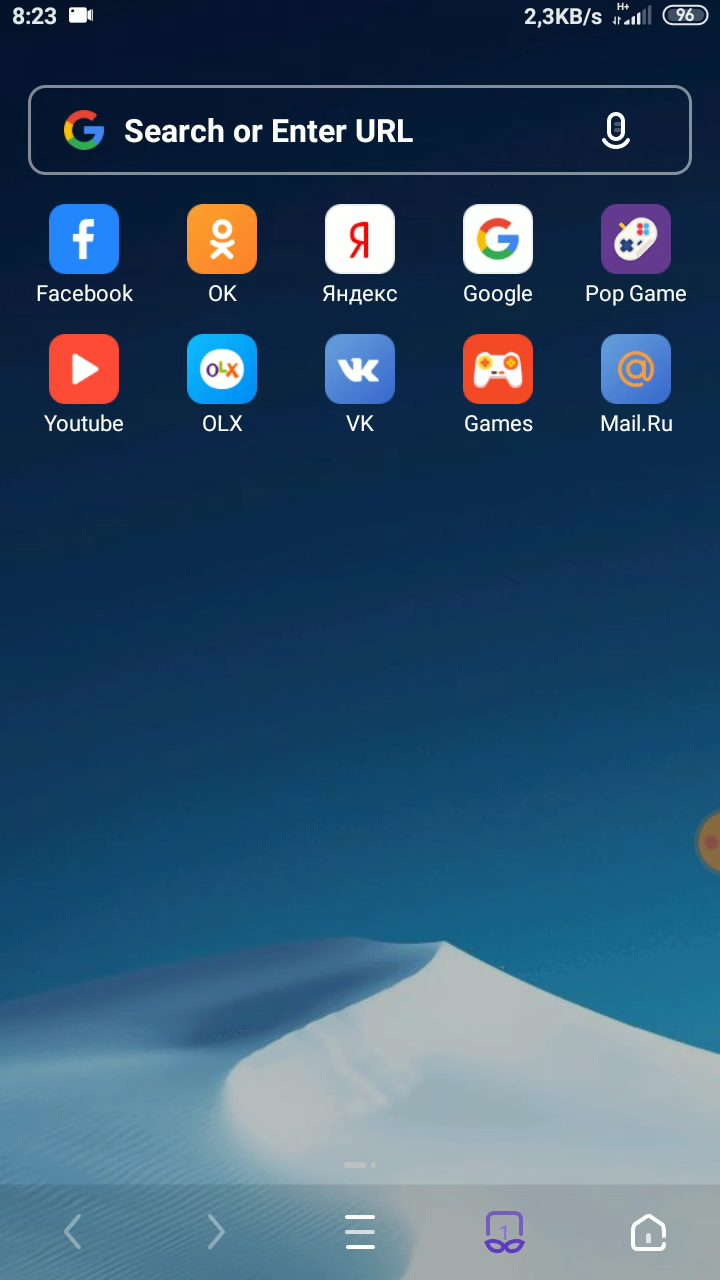 8:23 2,3KB/s H+ 96
Search or Enter URL
Facebook OK Яндекс Google Pop Game
Youtube OLX VK Games Mail.Ru
1